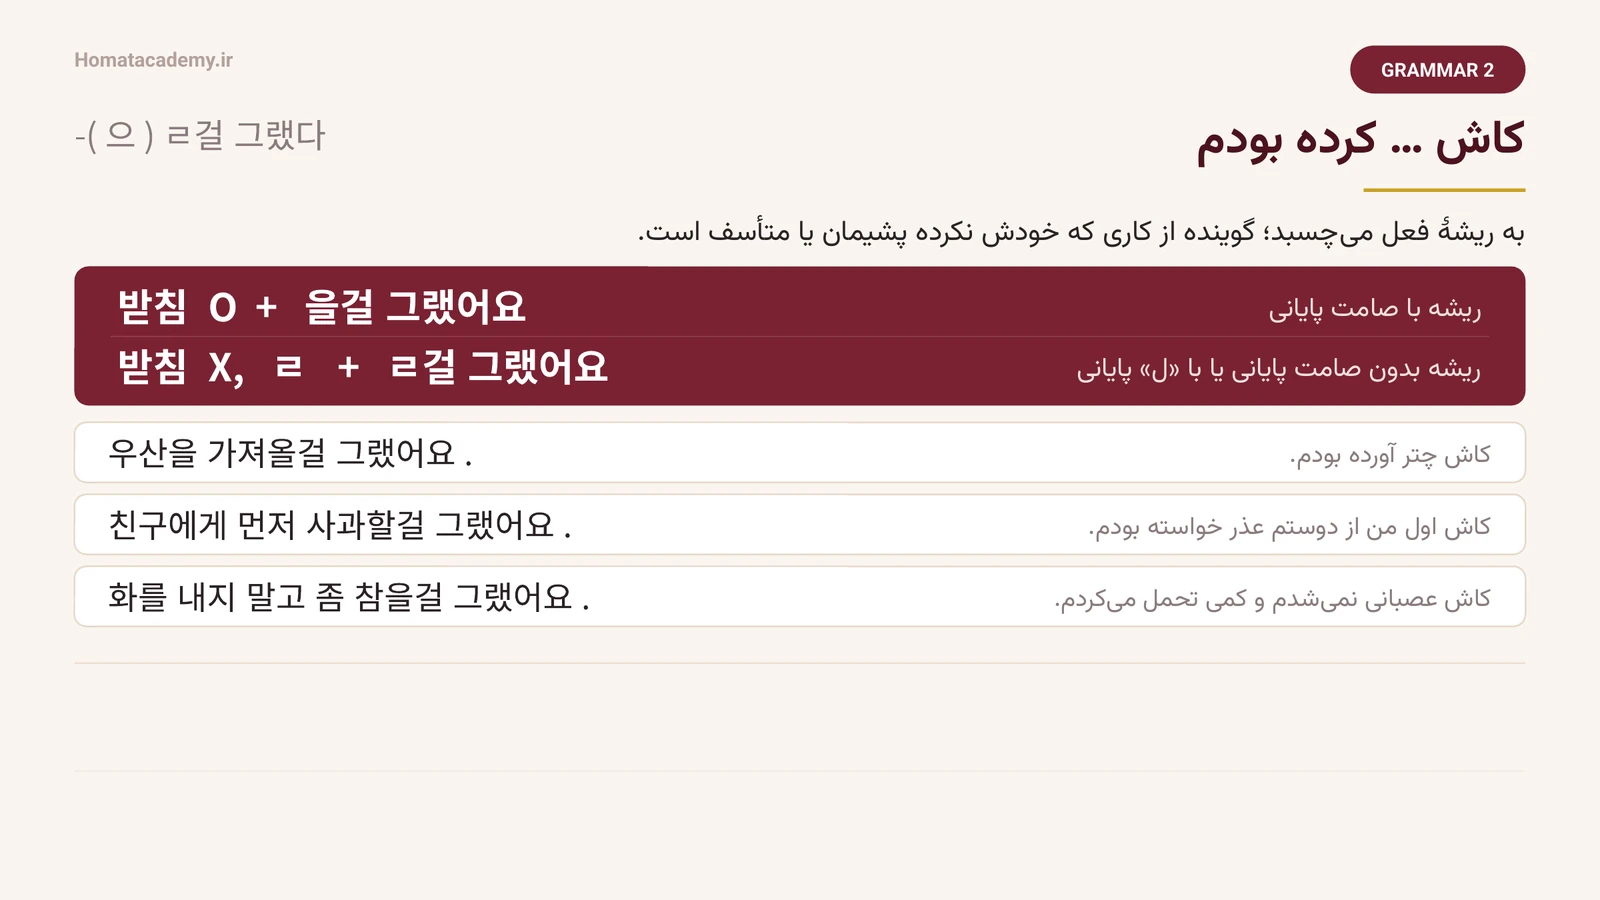 Homatacademy.ir
GRAMMAR 2
-( 으 ) ㄹ걸 그랬다
کاش ... کرده بودم
به ریشهٔ فعل می‌چسبد؛ گوینده از کاری که خودش نکرده پشیمان یا متأسف است.
받침 O + 을걸 그랬어요
ریشه با صامت پایانی
받침 X, ㄹ + ㄹ걸 그랬어요
ریشه بدون صامت پایانی یا با «ل» پایانی
우산을 가져올걸 그랬어요 .
کاش چتر آورده بودم.
친구에게 먼저 사과할걸 그랬어요 .
کاش اول من از دوستم عذر خواسته بودم.
화를 내지 말고 좀 참을걸 그랬어요 .
کاش عصبانی نمی‌شدم و کمی تحمل می‌کردم.